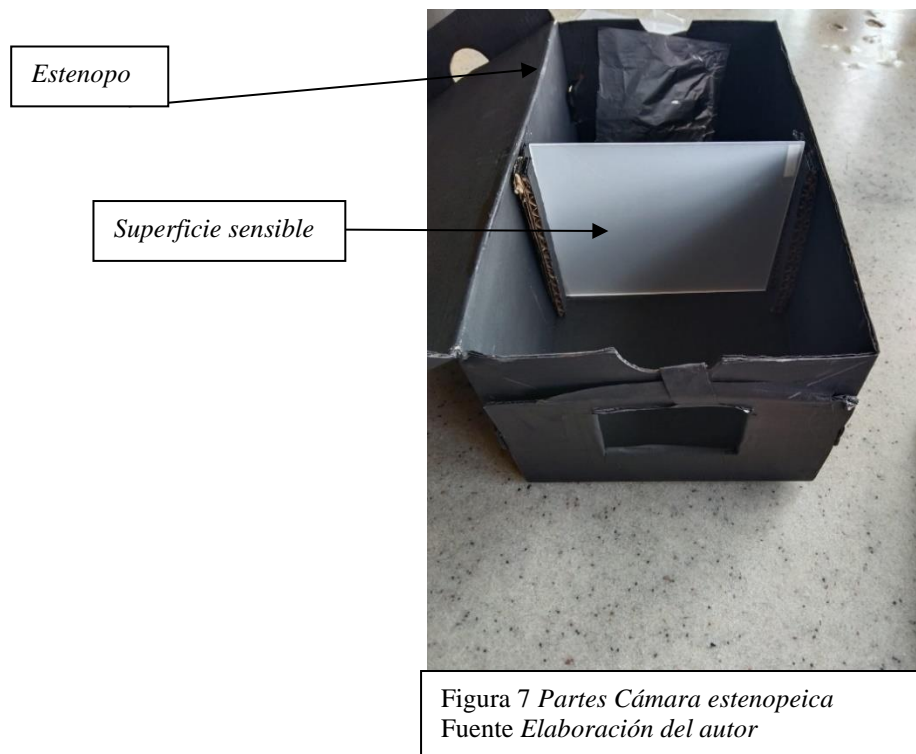 Estenopo
Superficie sensible
Figura 7 Partes Cámara estenopeica
Fuente Elaboración del autor